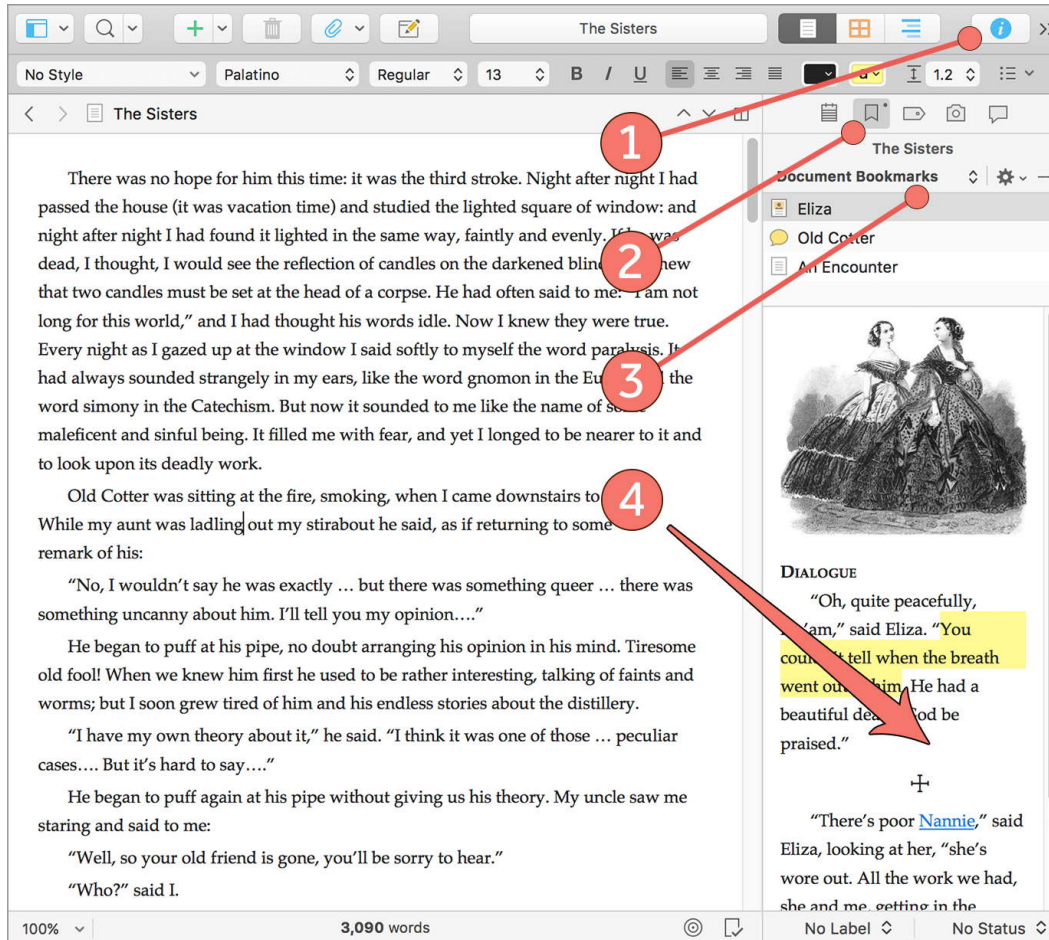 The Sisters
No Style
Palatino
Regular
13
B I U
a
1.2
The Sisters
1
2
3
4
There was no hope for him this time: it was the third stroke. Night after night I had
passed the house (it was vacation time) and studied the lighted square of window: and
night after night I had found it lighted in the same way, faintly and evenly. was
dead, I thought, I would see the reflection of candles on the darkened
that two candles must be set at the head of a corpse. He had often said to me: “I am not
long for this world,” and I had thought his words idle. Now I knew they were true.
Every night as I gazed up at the window I said softly to myself the word paralysis. It
had always sounded strangely in my ears, like the word gnomon in the the
word simony in the Catechism. But now it sounded to me like the name of
maleficent and sinful being. It filled me with fear, and yet I longed to be nearer to it and
to look upon its deadly work.
Old Cotter was sitting at the fire, smoking, when I came downstairs to
While my aunt was ladling out my stirabout he said, as if returning to some
remark of his:
“No, I wouldn’t say he was exactly … but there was something queer … there was
something uncanny about him. I’ll tell you my opinion….”
He began to puff at his pipe, no doubt arranging his opinion in his mind. Tiresome
old fool! When we knew him first he used to be rather interesting, talking of faints and
worms; but I soon grew tired of him and his endless stories about the distillery.
“I have my own theory about it,” he said. “I think it was one of those … peculiar
cases…. But it’s hard to say….”
He began to puff again at his pipe without giving us his theory. My uncle saw me
staring and said to me:
“Well, so your old friend is gone, you’ll be sorry to hear.”
“Who?” said I.
100%
3,090 words
The Sisters
Document Bookmarks
Eliza
Old Cotter
An Encounter
DIALOGUE
“Oh, quite peacefully,
said Eliza. “You
tell when the breath
went out him. He had a
beautiful God be
praised.”
“There’s poor Nannie,” said
Eliza, looking at her, “she’s
wore out. All the work we had,
she and me, getting in the
No Label
No Status